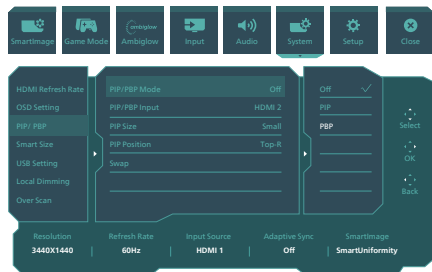 SmartImage
Game Mode
ambiglow
Ambiglow
Input
Audio
System
Setup
Close
HDMI Refresh Rate
OSD Setting
PIP/ PBP
Smart Size
USB Setting
Local Dimming
Over Scan
PIP/PBP Mode Off
PIP/PBP Input HDMI 2
PIP Size Small
PIP Position Top-R
Swap
Off
PIP
PBP
Select
OK
Back
Resolution Refresh Rate Input Source Adaptive Sync SmartImage
3440X1440 | 60Hz | HDMI 1 | Off | SmartUniformity